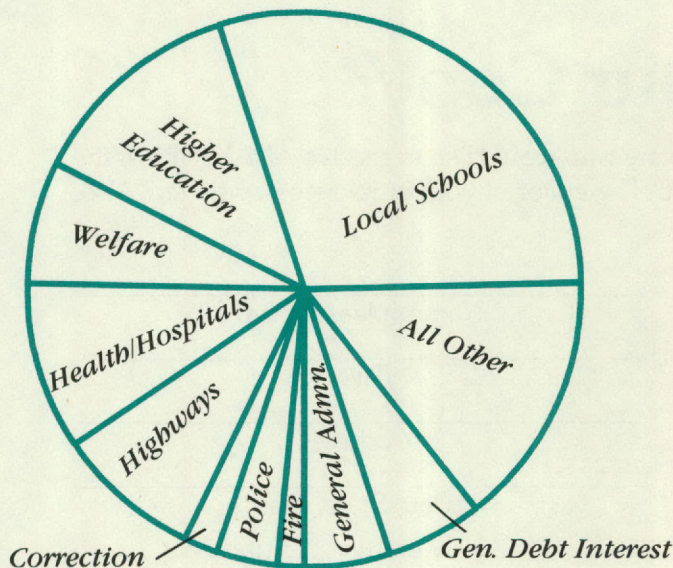 Higher
Education
Local Schools
Welfare
All Other
Health/Hospitals
Highways
General Admn.
Police
Fire
Correction
Gen. Debt Interest